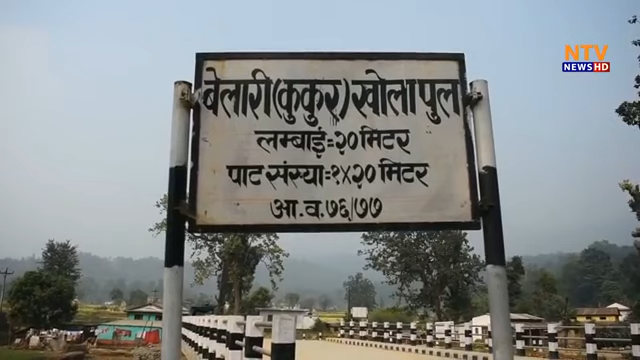 NTV
NEWS HD
बेलारी(कुकुर)खोला पुल
लम्बाई=२० मिटर
पाट संस्या=१x२० मिटर
आ.व.७६/७७